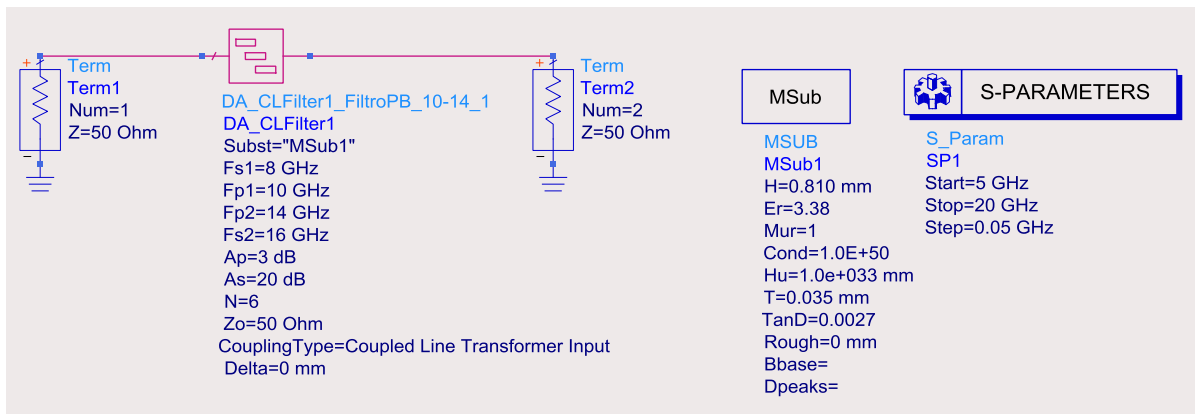 +
Term
Term1
Num=1
Z=50 Ohm
−
DA_CLFilter1_FiltroPB_10-14_1
DA_CLFilter1
Subst="MSub1"
Fs1=8 GHz
Fp1=10 GHz
Fp2=14 GHz
Fs2=16 GHz
Ap=3 dB
As=20 dB
N=6
Zo=50 Ohm
CouplingType=Coupled Line Transformer Input
Delta=0 mm
+
Term
Term2
Num=2
Z=50 Ohm
−
MSub
MSUB
MSub1
H=0.810 mm
Er=3.38
Mur=1
Cond=1.0E+50
Hu=1.0e+033 mm
T=0.035 mm
TanD=0.0027
Rough=0 mm
Bbase=
Dpeaks=
S-PARAMETERS
S_Param
SP1
Start=5 GHz
Stop=20 GHz
Step=0.05 GHz